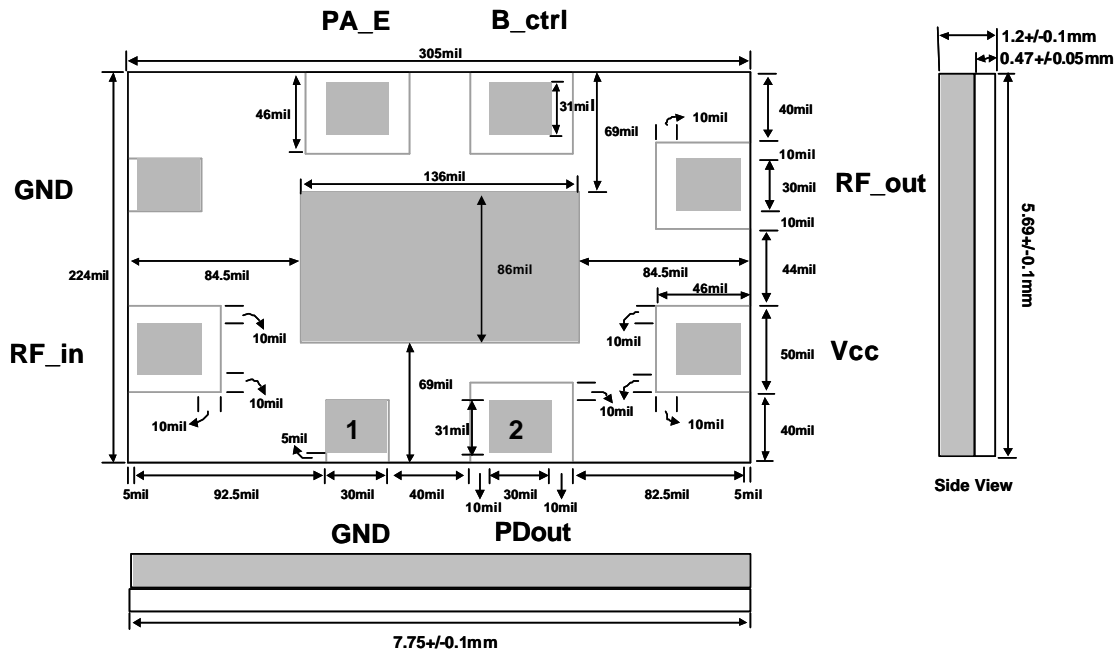 PA_E B_ctrl
305mil
1.2+/-0.1mm
0.47+/-0.05mm
46mil 31mil 69mil 10mil 40mil
10mil
GND 136mil 30mil RF_out
10mil
224mil 84.5mil 86mil 84.5mil 44mil
46mil
5.69+/-0.1mm
RF_in 10mil 10mil 50mil Vcc
10mil 69mil 10mil
10mil 5mil 1 31mil 2 10mil 40mil
5mil 92.5mil 30mil 40mil 10mil 30mil 10mil 82.5mil 5mil
Side View
GND PDout
7.75+/-0.1mm